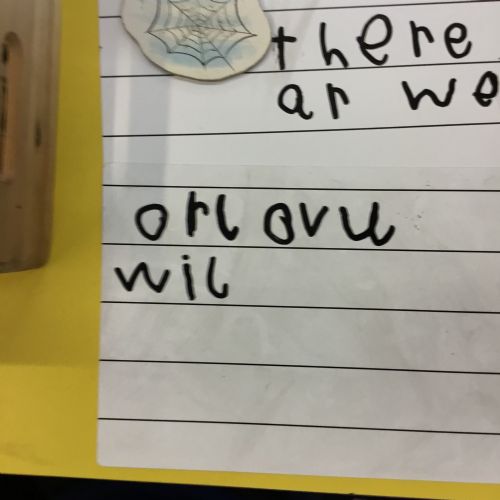 there
ar we
orl ovu
wil